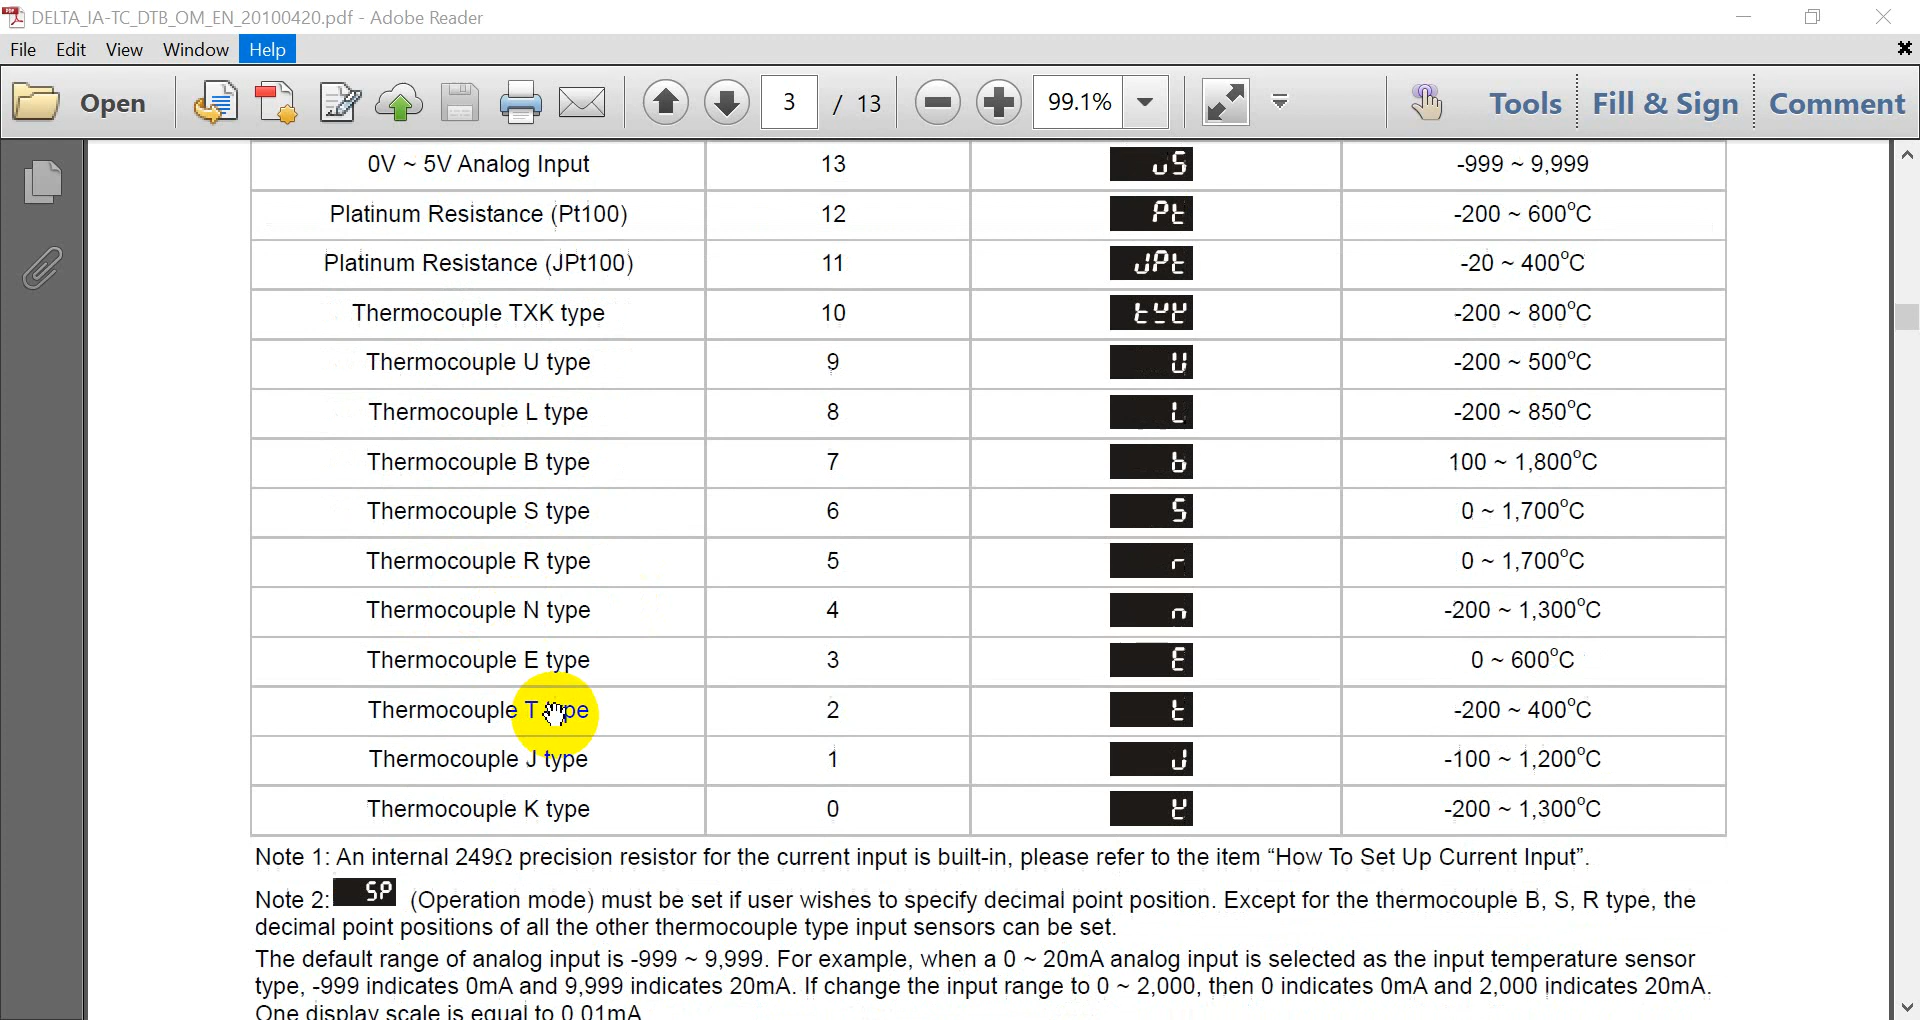 DELTA_IA-TC_DTB_OM_EN_20100420.pdf - Adobe Reader
File Edit View Window Help
Open 3 / 13 99.1% Tools Fill & Sign Comment
0V ~ 5V Analog Input 13 v5 -999 ~ 9,999
Platinum Resistance (Pt100) 12 Pt -200 ~ 600°C
Platinum Resistance (JPt100) 11 JPt -20 ~ 400°C
Thermocouple TXK type 10 -200 ~ 800°C
Thermocouple U type 9 U -200 ~ 500°C
Thermocouple L type 8 L -200 ~ 850°C
Thermocouple B type 7 b 100 ~ 1,800°C
Thermocouple S type 6 S 0 ~ 1,700°C
Thermocouple R type 5 r 0 ~ 1,700°C
Thermocouple N type 4 n -200 ~ 1,300°C
Thermocouple E type 3 E 0 ~ 600°C
Thermocouple T type 2 t -200 ~ 400°C
Thermocouple J type 1 J -100 ~ 1,200°C
Thermocouple K type 0 -200 ~ 1,300°C
Note 1: An internal 249Ω precision resistor for the current input is built-in, please refer to the item “How To Set Up Current Input”.
Note 2: SP (Operation mode) must be set if user wishes to specify decimal point position. Except for the thermocouple B, S, R type, the
decimal point positions of all the other thermocouple type input sensors can be set.
The default range of analog input is -999 ~ 9,999. For example, when a 0 ~ 20mA analog input is selected as the input temperature sensor
type, -999 indicates 0mA and 9,999 indicates 20mA. If change the input range to 0 ~ 2,000, then 0 indicates 0mA and 2,000 indicates 20mA.
One display scale is equal to 0.01mA